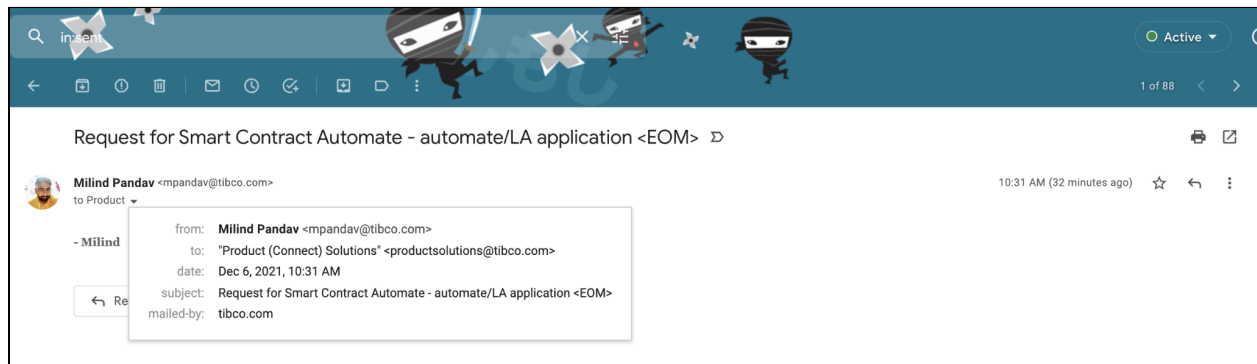 in:sent
Active
1 of 88
Request for Smart Contract Automate - automate/LA application <EOM>
Milind Pandav <mpandav@tibco.com>
10:31 AM (32 minutes ago)
to Product
- Milind
from: Milind Pandav <mpandav@tibco.com>
to: "Product (Connect) Solutions" <productsolutions@tibco.com>
date: Dec 6, 2021, 10:31 AM
subject: Request for Smart Contract Automate - automate/LA application <EOM>
mailed-by: tibco.com
Re